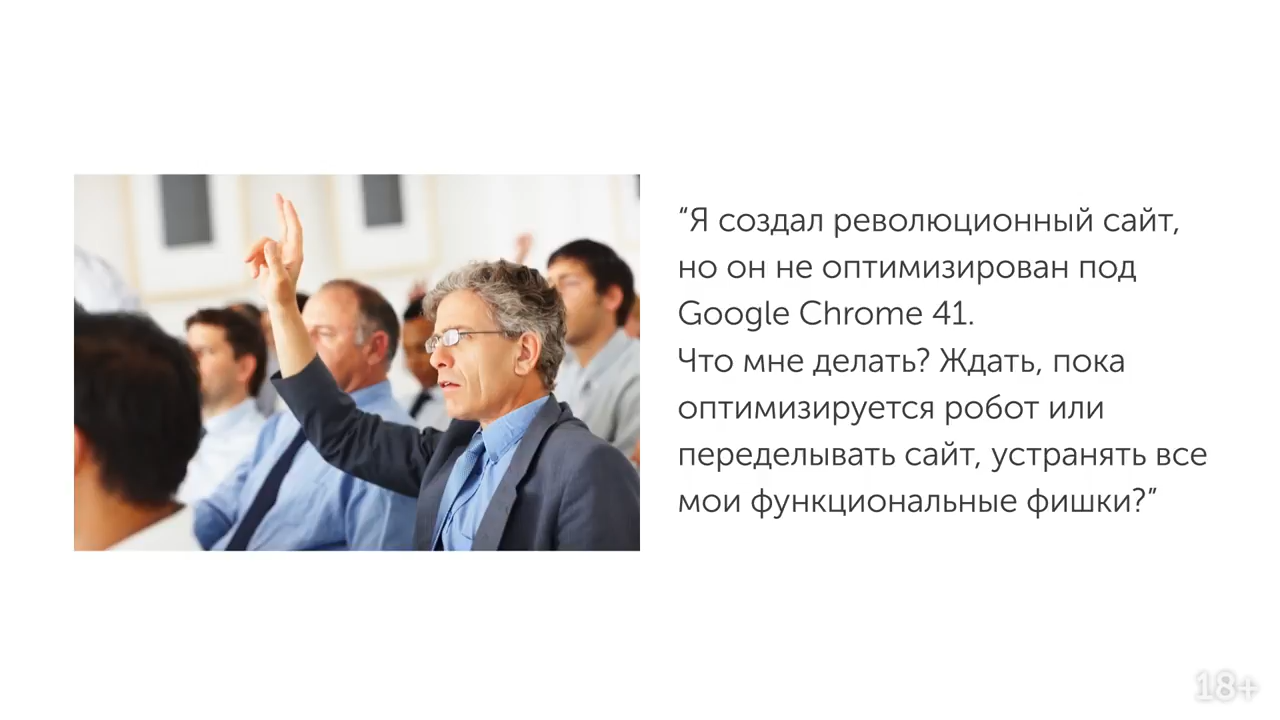 “Я создал революционный сайт,
но он не оптимизирован под
Google Chrome 41.
Что мне делать? Ждать, пока
оптимизируется робот или
переделывать сайт, устранять все
мои функциональные фишки?”
18+